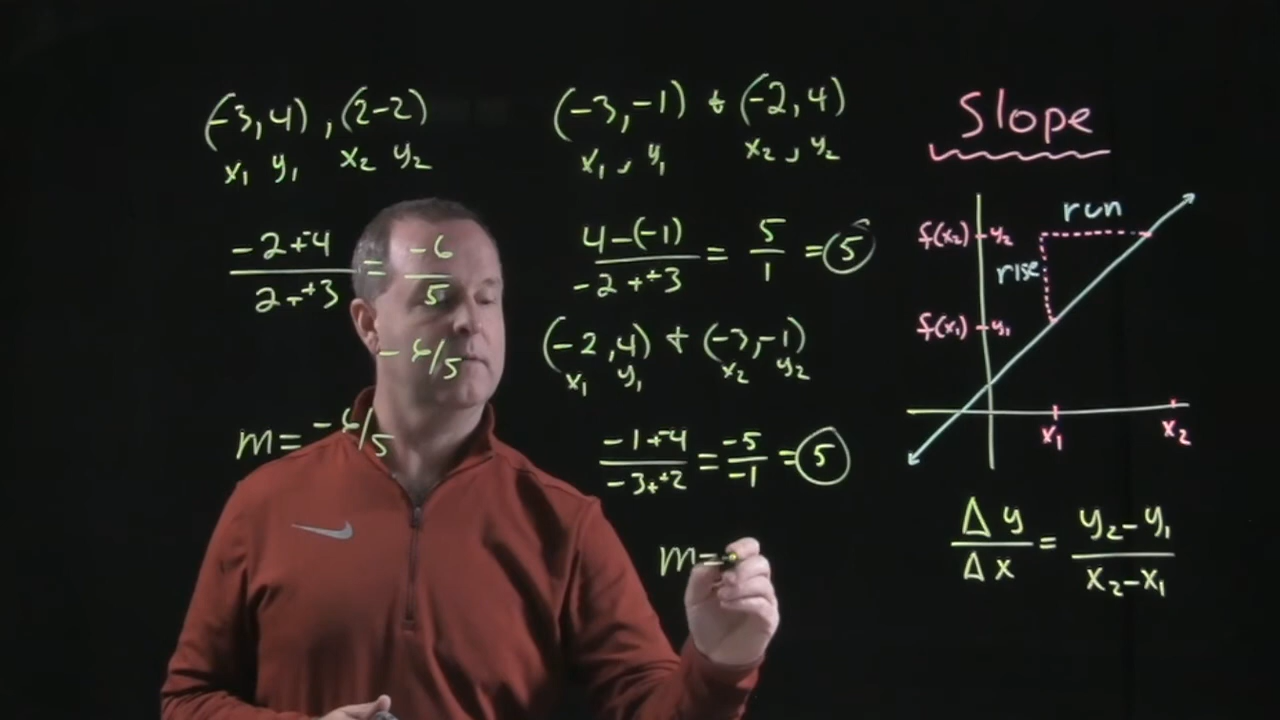 (-3,4) , (2-2)
x₁ y₁ x₂ y₂
-2+-4 / 2++3 = -6/5
-6/5
m = -6/5
(-3,-1) + (-2,4)
x₁, y₁ x₂, y₂
4-(-1) / -2++3 = 5/1 = 5
(-2,4) + (-3,-1)
x₁ y₁ x₂ y₂
-1+-4 / -3++2 = -5/-1 = 5
m=
Slope
run
f(x₂) y₂
rise
f(x₁) y₁
x₁ x₂
Δy/Δx = y₂-y₁ / x₂-x₁